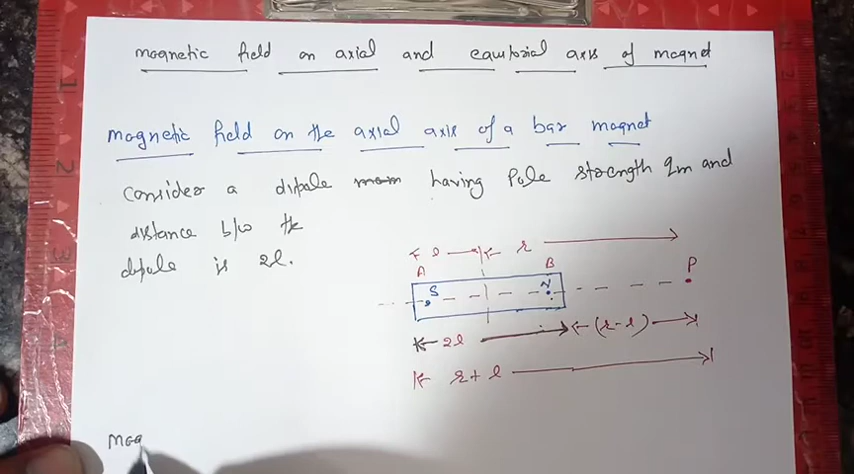 magnetic field on axial and equitorial axis of magnet
magnetic field on the axial axis of a bar magnet
Consider a dipole having Pole strength qm and
distance b/w the
dipole is 2l.
l r
A B P
S N
2l (r-l)
r+l
Mag